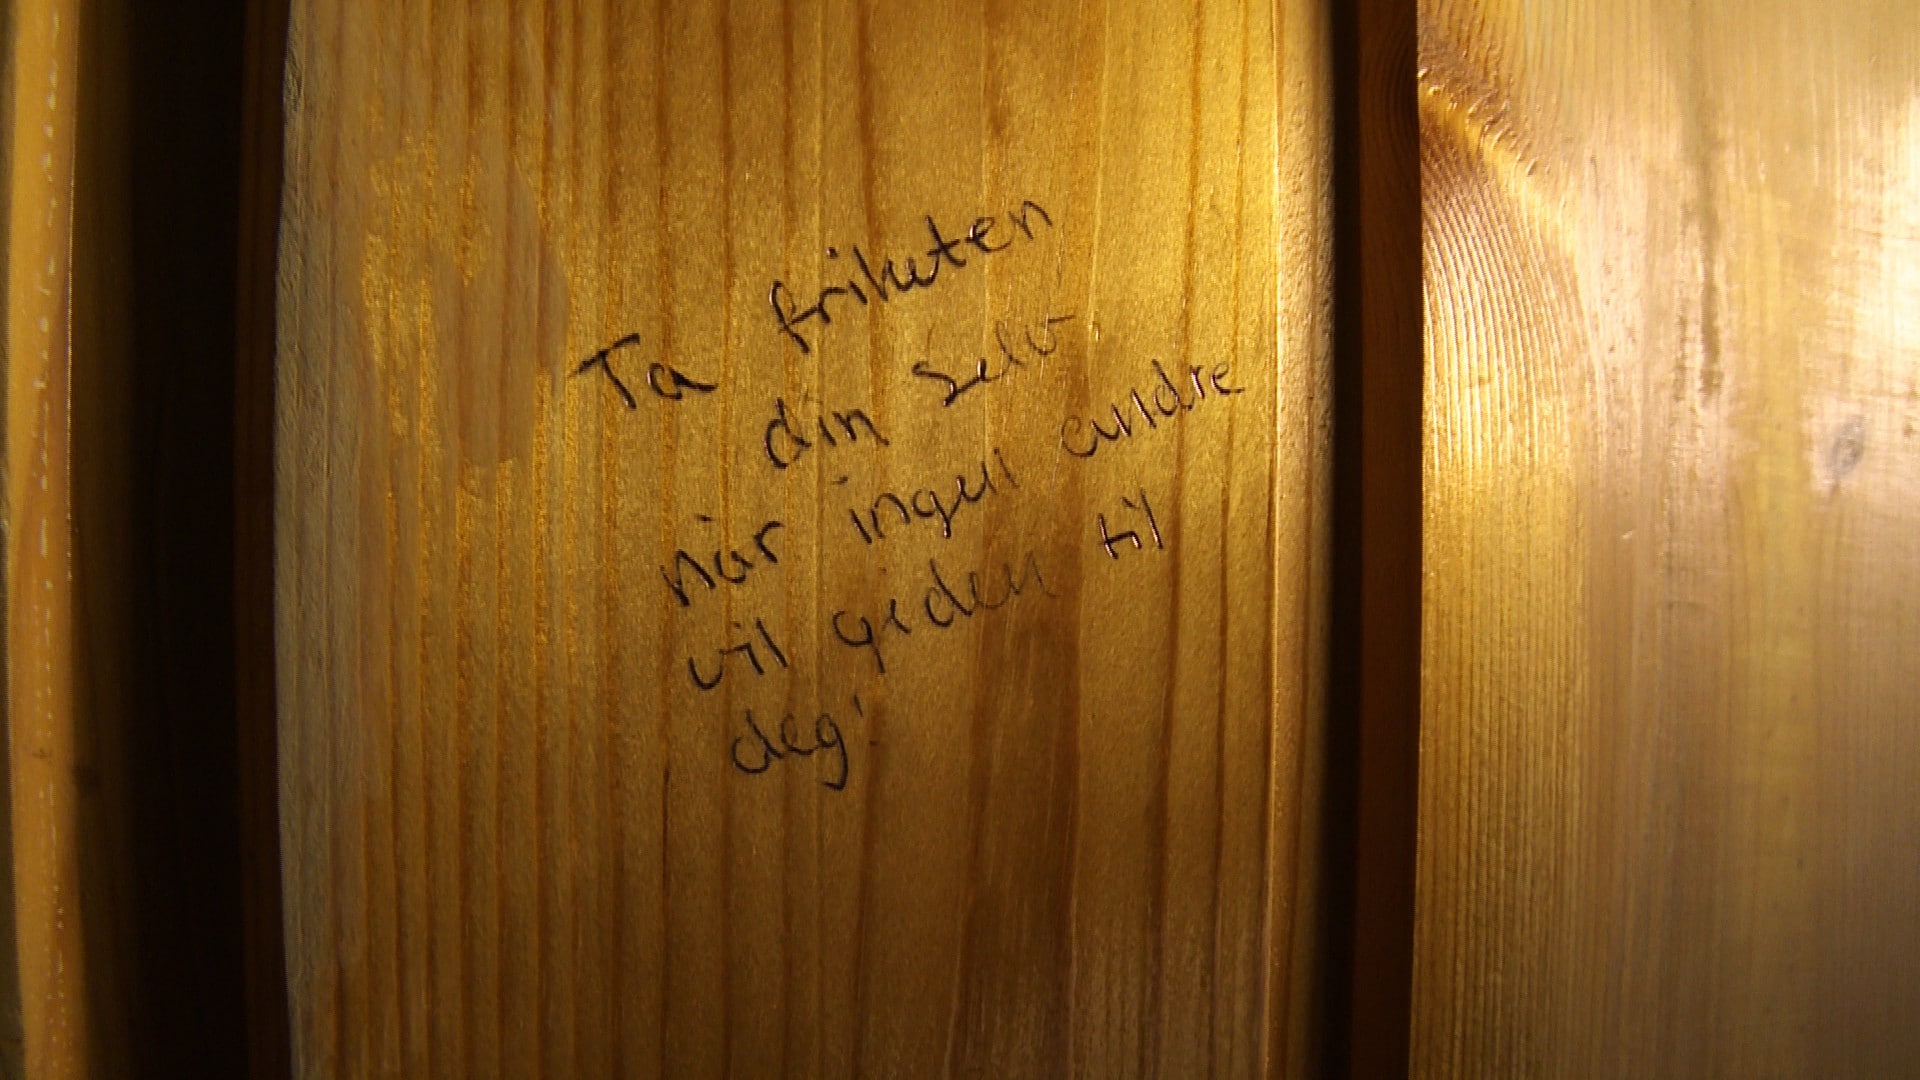 Ta friheten
din selv
når ingen andre
vil gi den til
deg!